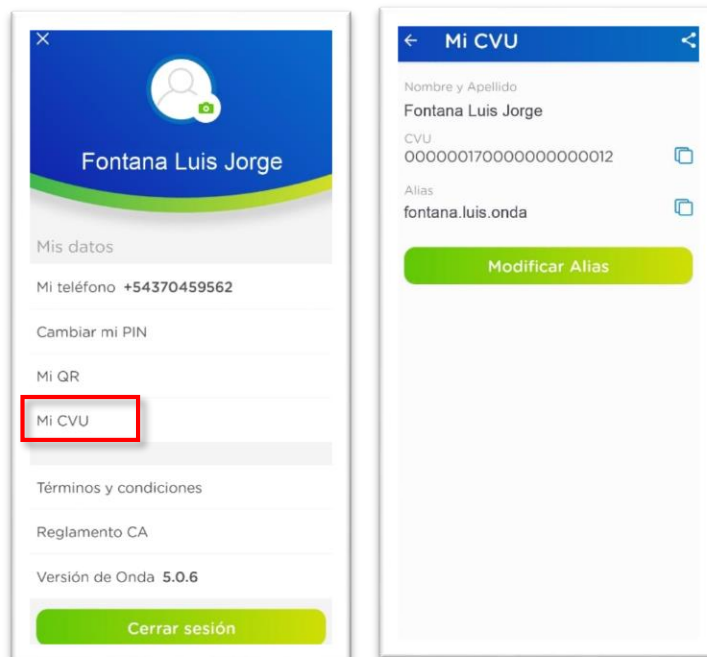 Fontana Luis Jorge
Mis datos
Mi teléfono +54370459562
Cambiar mi PIN
Mi QR
Mi CVU
Términos y condiciones
Reglamento CA
Versión de Onda 5.0.6
Cerrar sesión
Mi CVU
Nombre y Apellido
Fontana Luis Jorge
CVU
0000001700000000000012
Alias
fontana.luis.onda
Modificar Alias